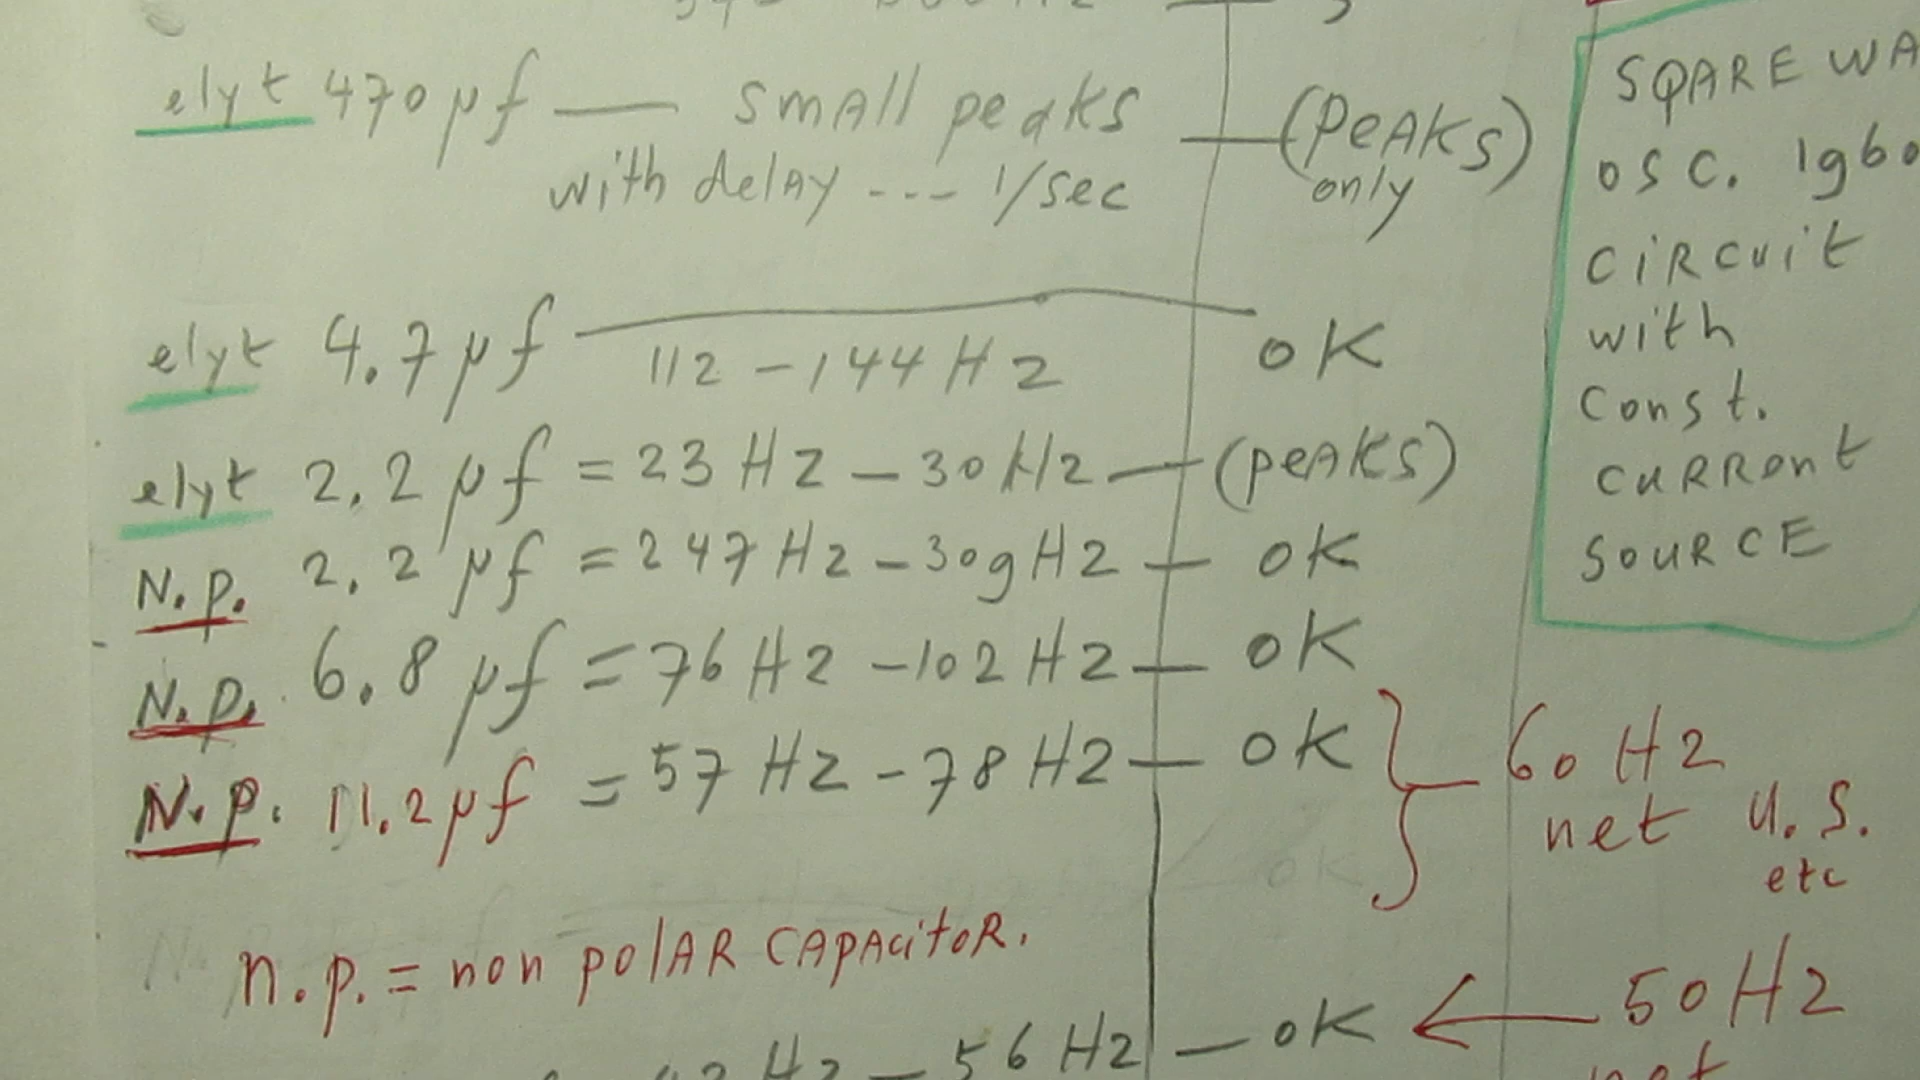 elyt 470 µf — small peaks
with delay --- 1/sec
(PEAKS)
only
elyt 4.7 µf — 112 - 144 Hz OK
elyt 2.2 µf = 23 Hz - 30 Hz — (peaks)
N.p. 2.2 µf = 247 Hz - 309 Hz — OK
N.p. 6.8 µf = 76 Hz - 102 Hz — OK
N.p. 11.2 µf = 57 Hz - 78 Hz — OK
60 Hz
net U.S.
etc
n.p. = non polAR CAPAcitoR.
Hz - 56 Hz — OK ← 50 Hz
net
SQARE WA
OSC. 1960
CiRcuit
with
Const.
CURRent
SOURCE